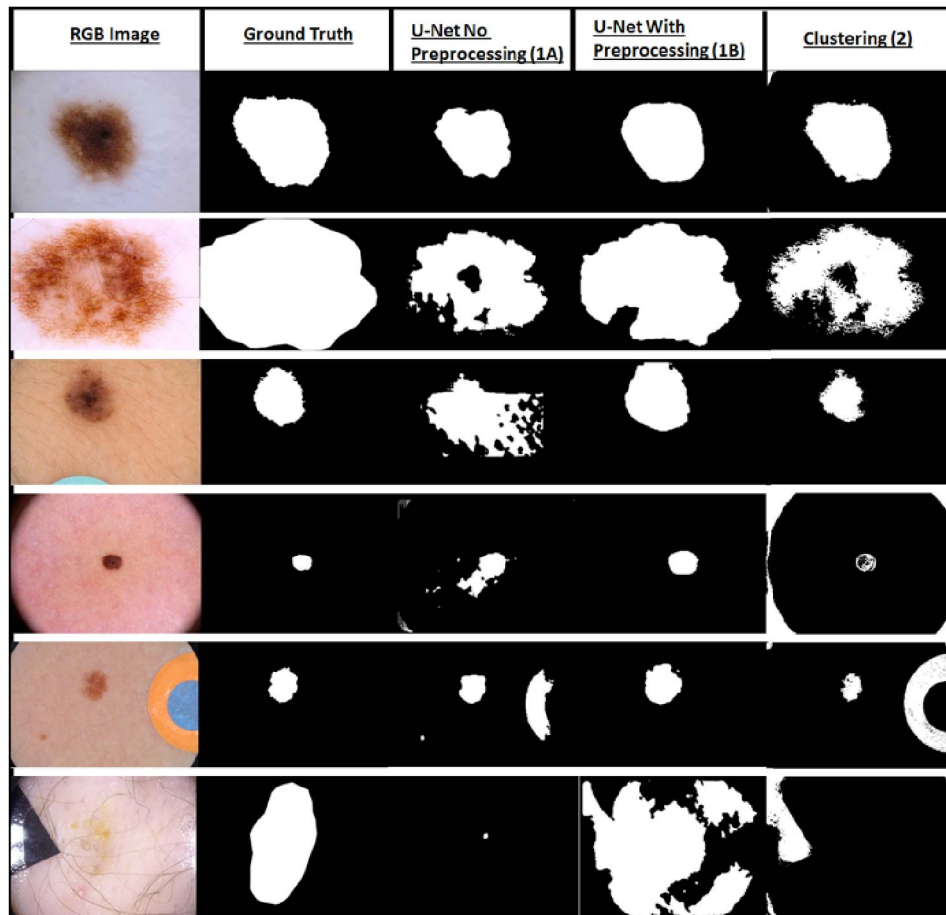 RGB Image
Ground Truth
U-Net No
Preprocessing (1A)
U-Net With
Preprocessing (1B)
Clustering (2)